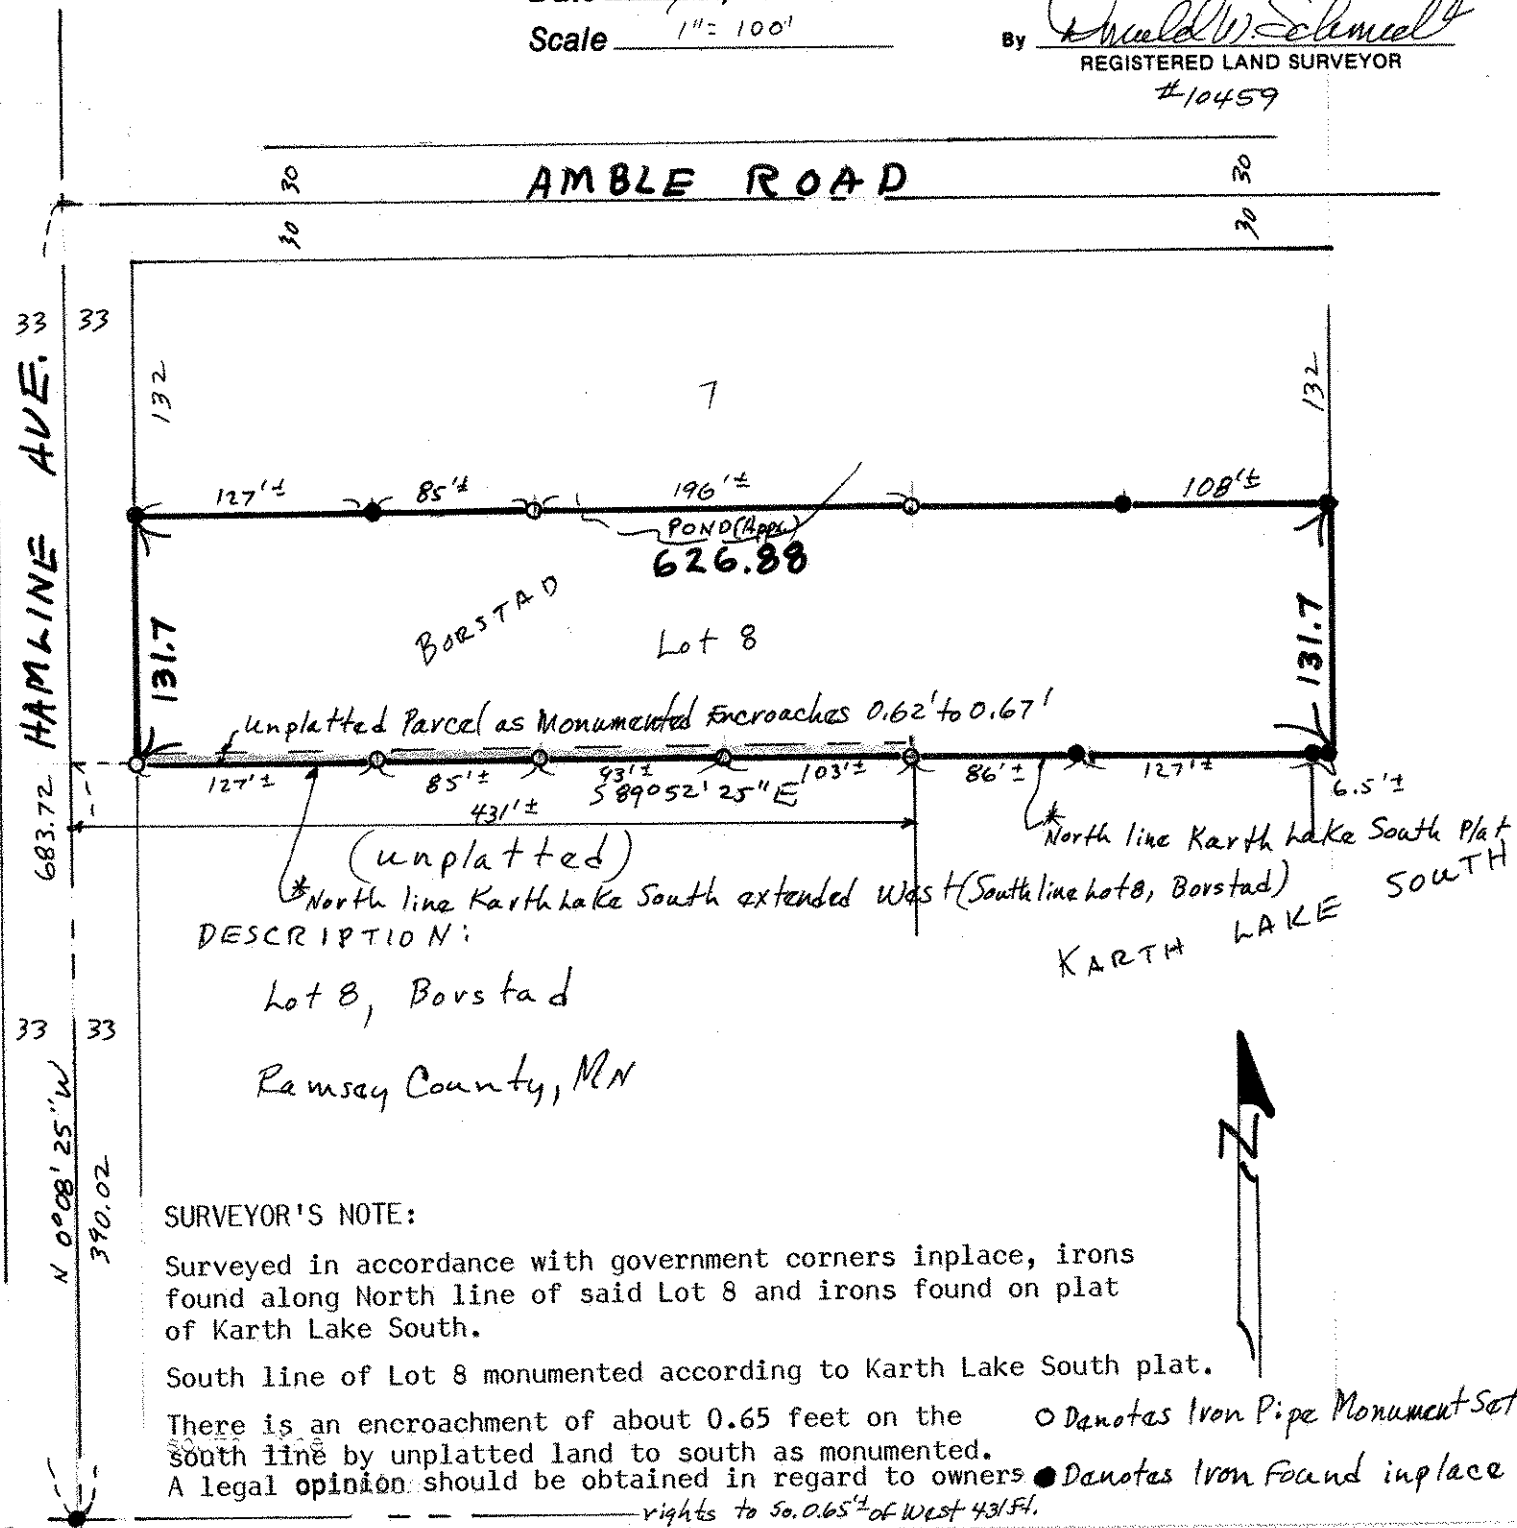 Scale 1"= 100'
By Donald W. Schmidt
REGISTERED LAND SURVEYOR
#10459
30
AMBLE ROAD
30
30
30
HAMLINE AVE.
33
33
132
7
132
127'±
85'±
196'±
108'±
POND (Appx.)
626.88
BORSTAD
Lot 8
131.7
131.7
Unplatted Parcel as Monumented Encroaches 0.62' to 0.67'
127'±
85'±
93'±
103'±
86'±
127'±
6.5'±
S 89°52'25"E
431'±
683.72
(unplatted)
*North line Karth Lake South Plat
*North line Karth Lake South extended West (South line Lot 8, Borstad)
KARTH LAKE SOUTH
DESCRIPTION:
Lot 8, Borstad
Ramsey County, MN
33
33
N 0°08'25"W
390.02
N
SURVEYOR'S NOTE:
Surveyed in accordance with government corners inplace, irons
found along North line of said Lot 8 and irons found on plat
of Karth Lake South.
South line of Lot 8 monumented according to Karth Lake South plat.
There is an encroachment of about 0.65 feet on the
south line by unplatted land to south as monumented.
A legal opinion should be obtained in regard to owners
rights to So. 0.65'± of West 431 Ft.
O Denotes Iron Pipe Monument Set
● Denotes Iron Found inplace